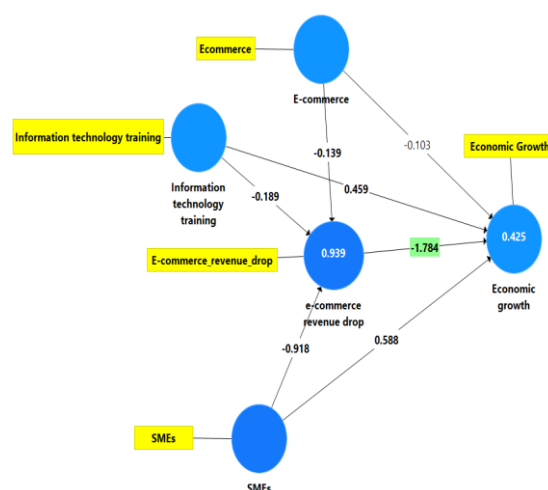 Ecommerce
E-commerce
Information technology training
-0.103
Economic Growth
-0.139
Information
technology
training
0.459
-0.189
0.425
E-commerce_revenue_drop
0.939
-1.784
e-commerce
revenue drop
Economic
growth
-0.918
0.588
SMEs
SMEs